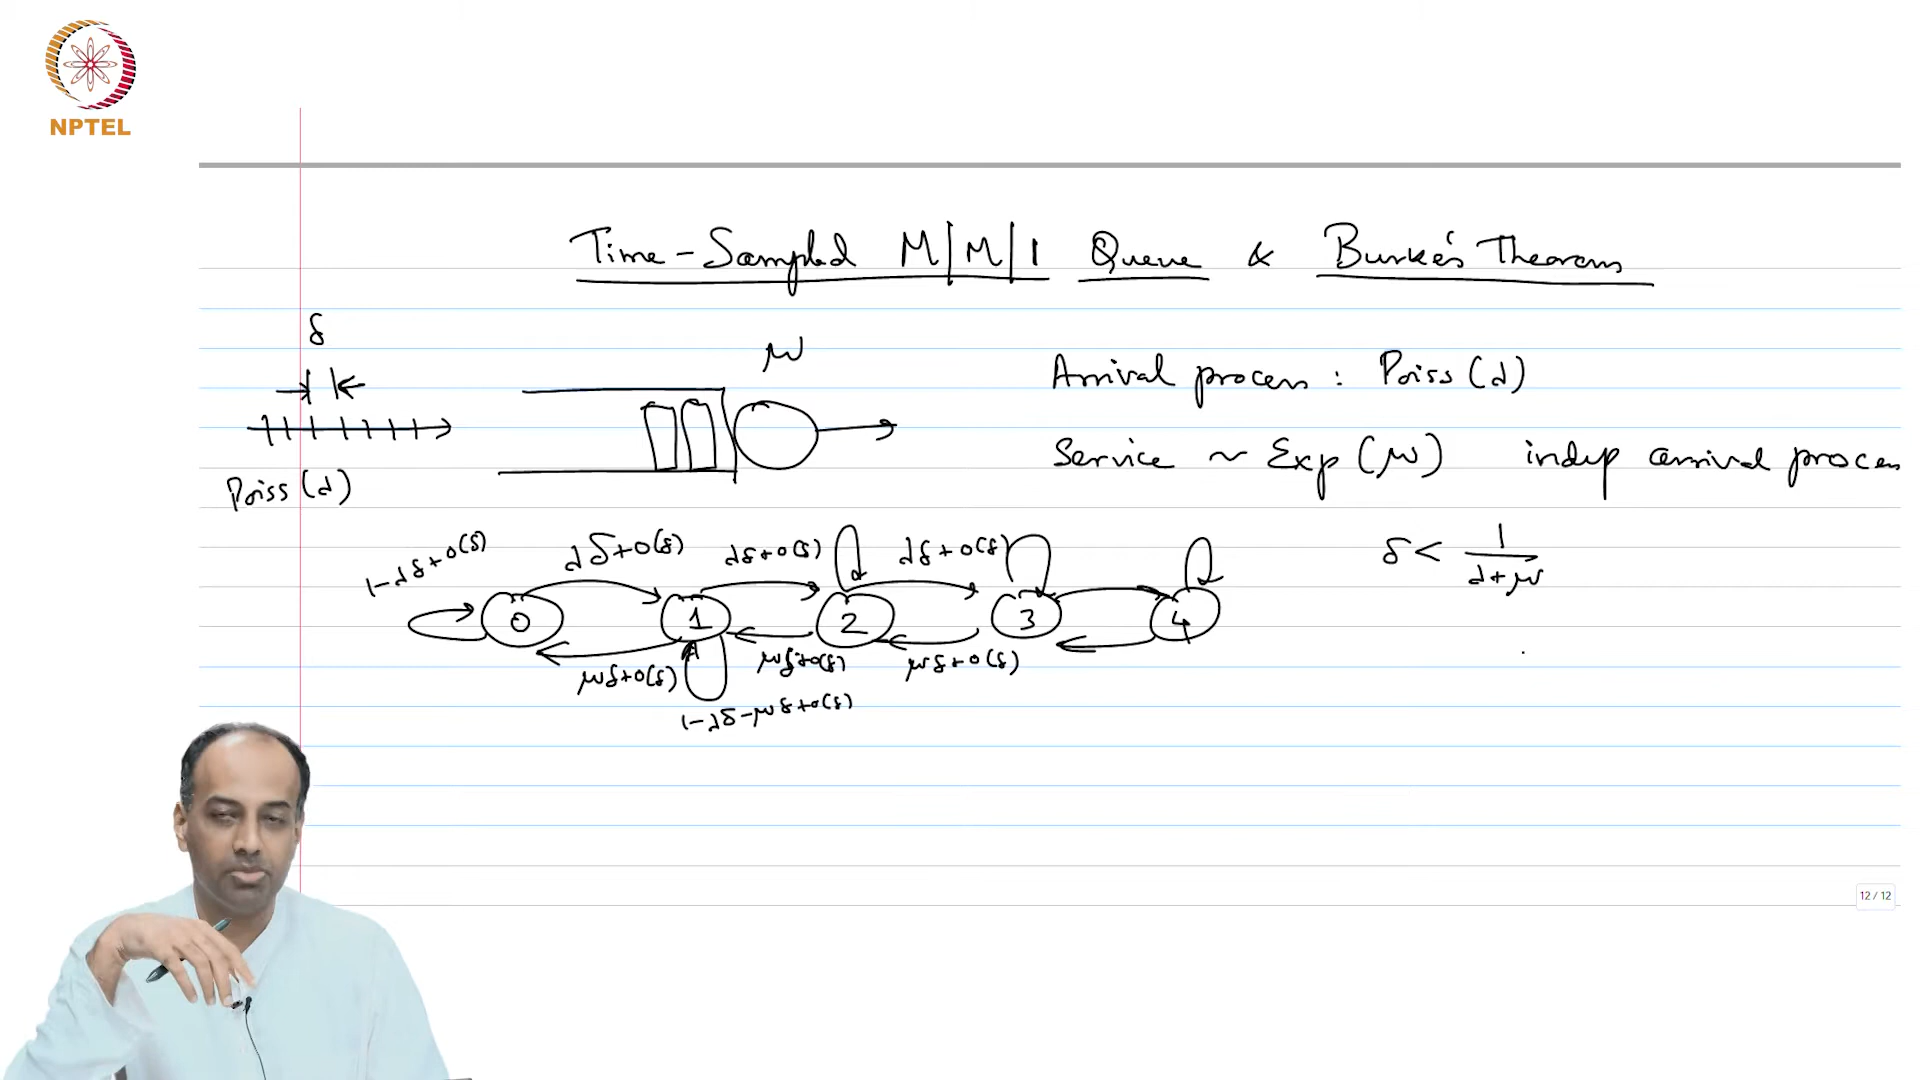 NPTEL
Time-Sampled M/M/1 Queue & Burke's Theorem
δ
μ
Arrival process : Poiss (λ)
Service ~ Exp (μ) indep arrival process
Poiss (λ)
1-λδ+o(δ) λδ+o(δ) λδ+o(δ) λδ+o(δ)
δ < 1/(λ+μ)
0 1 2 3 4
μδ+o(δ) μδ+o(δ) μδ+o(δ)
1-λδ-μδ+o(δ)
12 / 12